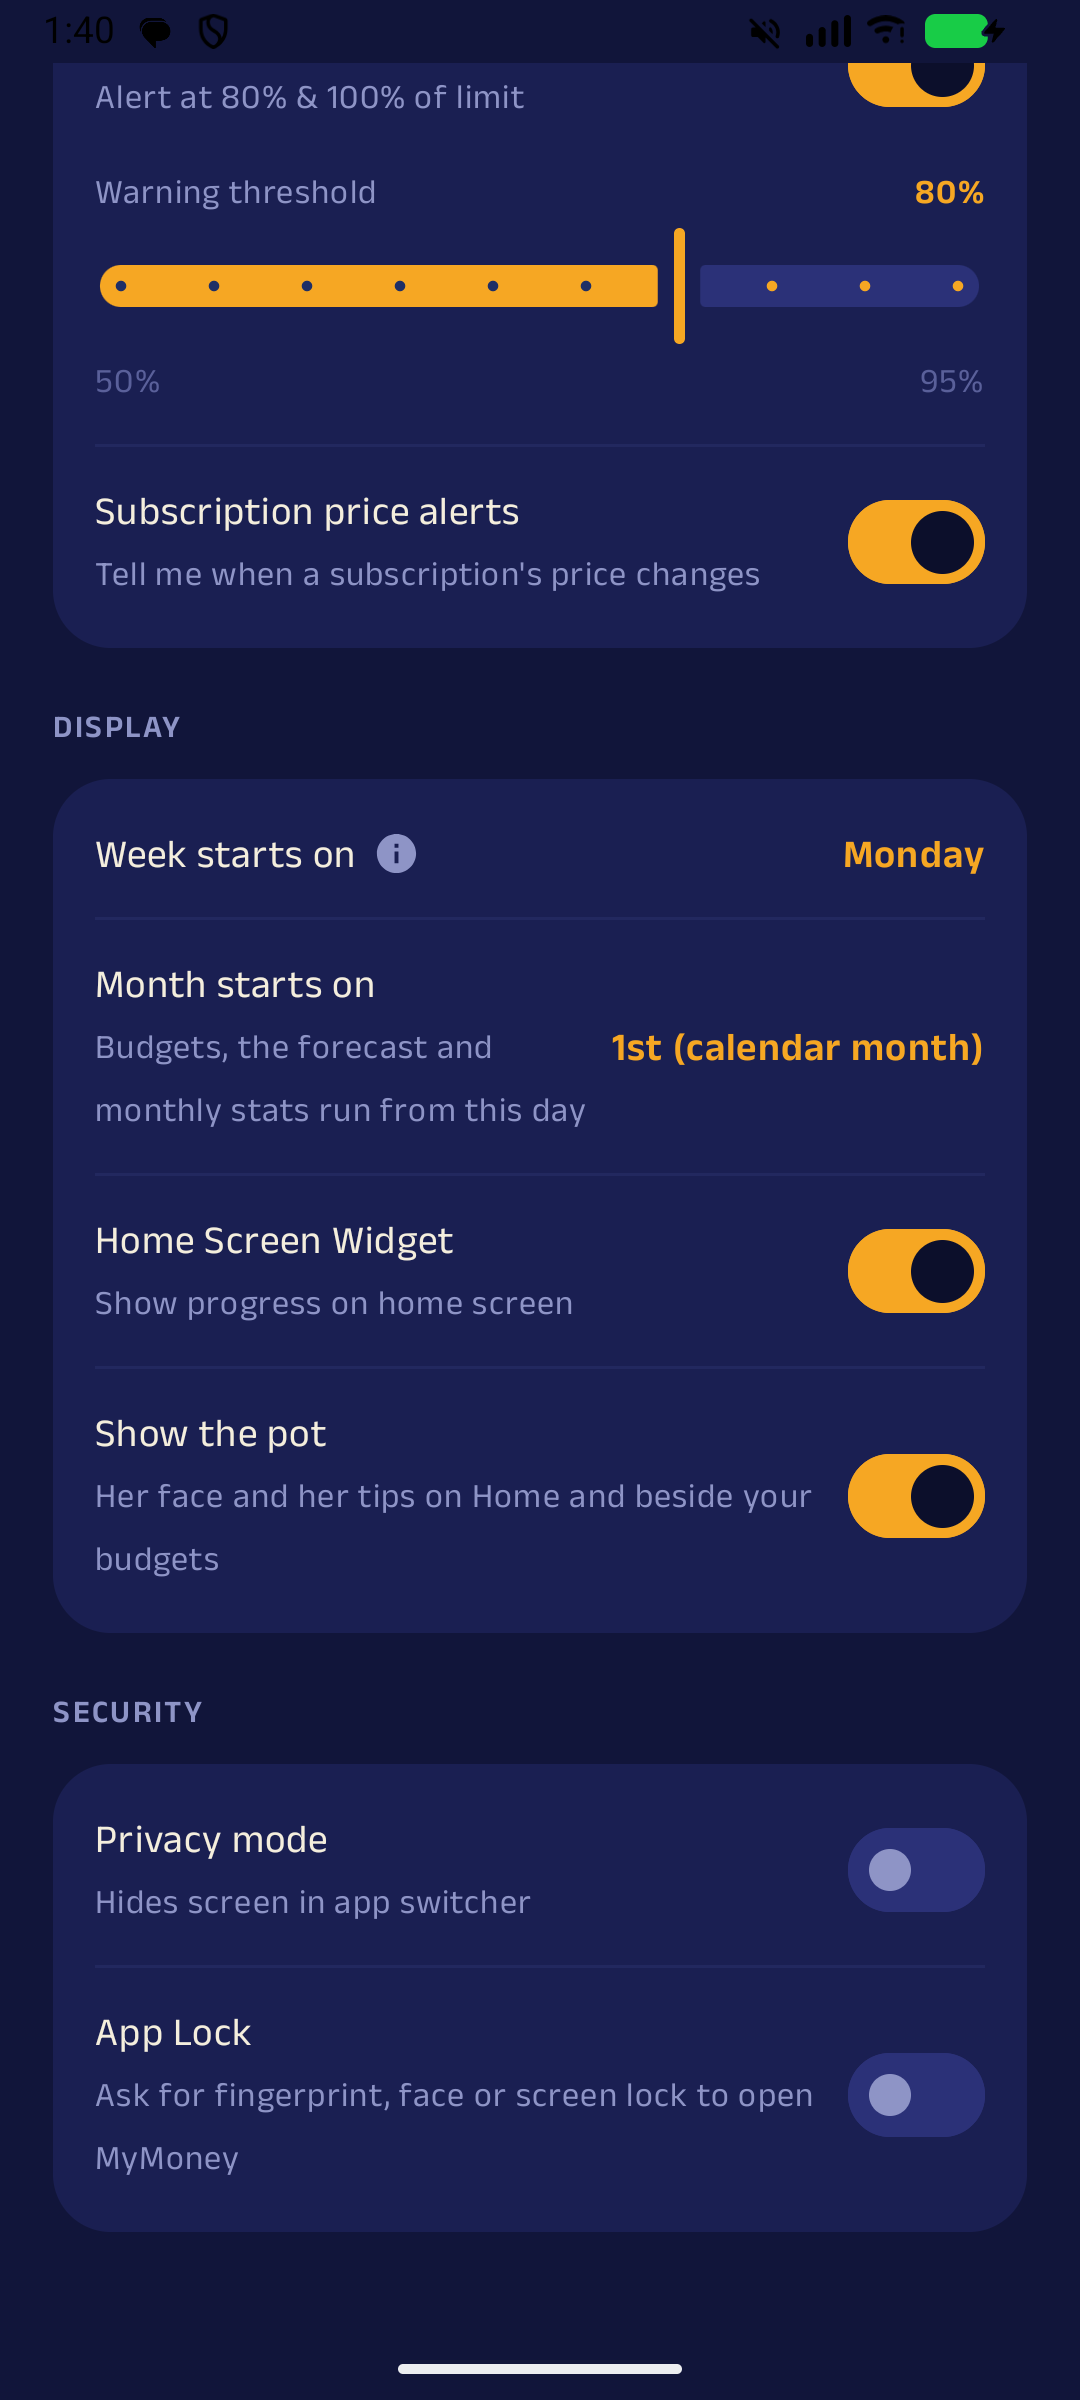 1:40
Alert at 80% & 100% of limit
Warning threshold
80%
50%
95%
Subscription price alerts
Tell me when a subscription's price changes
DISPLAY
Week starts on
Monday
Month starts on
Budgets, the forecast and
monthly stats run from this day
1st (calendar month)
Home Screen Widget
Show progress on home screen
Show the pot
Her face and her tips on Home and beside your
budgets
SECURITY
Privacy mode
Hides screen in app switcher
App Lock
Ask for fingerprint, face or screen lock to open
MyMoney